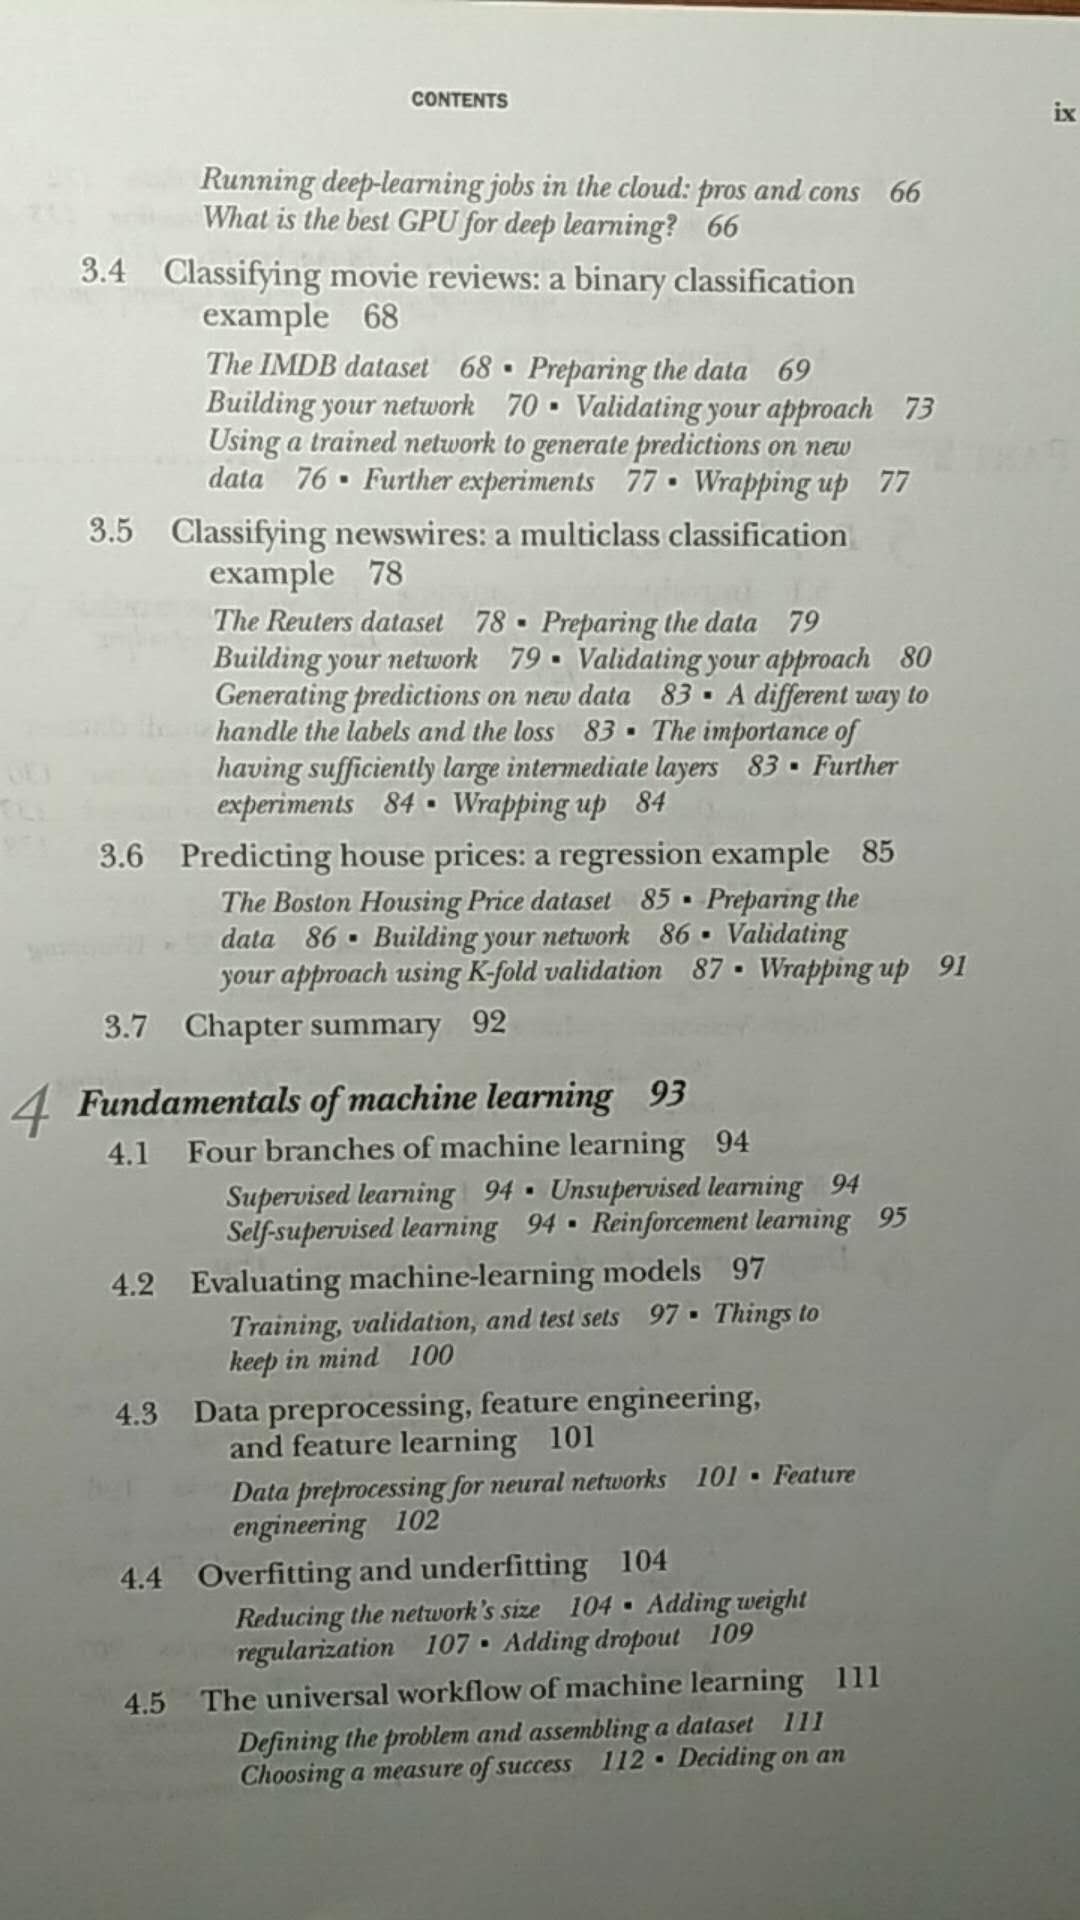 CONTENTS
ix
Running deep-learning jobs in the cloud: pros and cons 66
What is the best GPU for deep learning? 66
3.4 Classifying movie reviews: a binary classification
example 68
The IMDB dataset 68 ▪ Preparing the data 69
Building your network 70 ▪ Validating your approach 73
Using a trained network to generate predictions on new
data 76 ▪ Further experiments 77 ▪ Wrapping up 77
3.5 Classifying newswires: a multiclass classification
example 78
The Reuters dataset 78 ▪ Preparing the data 79
Building your network 79 ▪ Validating your approach 80
Generating predictions on new data 83 ▪ A different way to
handle the labels and the loss 83 ▪ The importance of
having sufficiently large intermediate layers 83 ▪ Further
experiments 84 ▪ Wrapping up 84
3.6 Predicting house prices: a regression example 85
The Boston Housing Price dataset 85 ▪ Preparing the
data 86 ▪ Building your network 86 ▪ Validating
your approach using K-fold validation 87 ▪ Wrapping up 91
3.7 Chapter summary 92
4 Fundamentals of machine learning 93
4.1 Four branches of machine learning 94
Supervised learning 94 ▪ Unsupervised learning 94
Self-supervised learning 94 ▪ Reinforcement learning 95
4.2 Evaluating machine-learning models 97
Training, validation, and test sets 97 ▪ Things to
keep in mind 100
4.3 Data preprocessing, feature engineering,
and feature learning 101
Data preprocessing for neural networks 101 ▪ Feature
engineering 102
4.4 Overfitting and underfitting 104
Reducing the network's size 104 ▪ Adding weight
regularization 107 ▪ Adding dropout 109
4.5 The universal workflow of machine learning 111
Defining the problem and assembling a dataset 111
Choosing a measure of success 112 ▪ Deciding on an